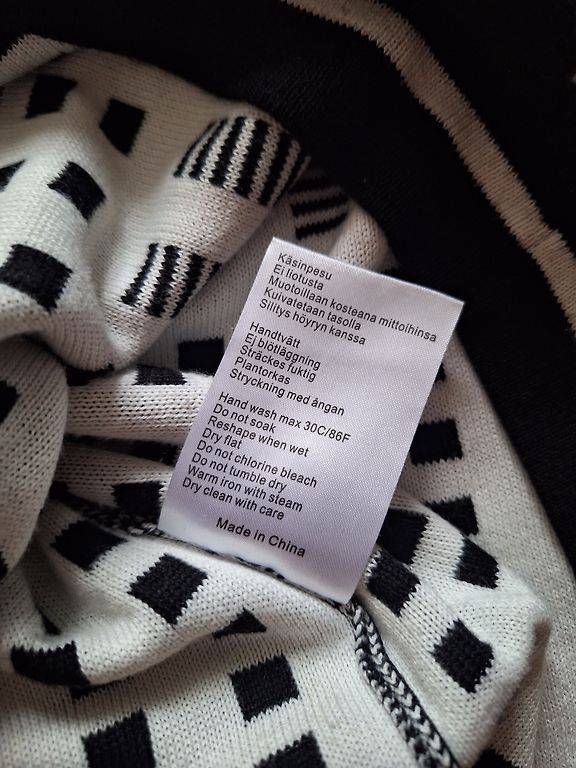 Käsinpesu
Ei liotusta
Muotoillaan kosteana mittoihinsa
Kuivatetaan tasolla
Silitys höyryn kanssa
Handtvätt
Ej blötläggning
Sträckes fuktig
Plantorkas
Stryckning med ångan
Hand wash max 30C/86F
Do not soak
Reshape when wet
Dry flat
Do not chlorine bleach
Do not tumble dry
Warm iron with steam
Dry clean with care
Made in China